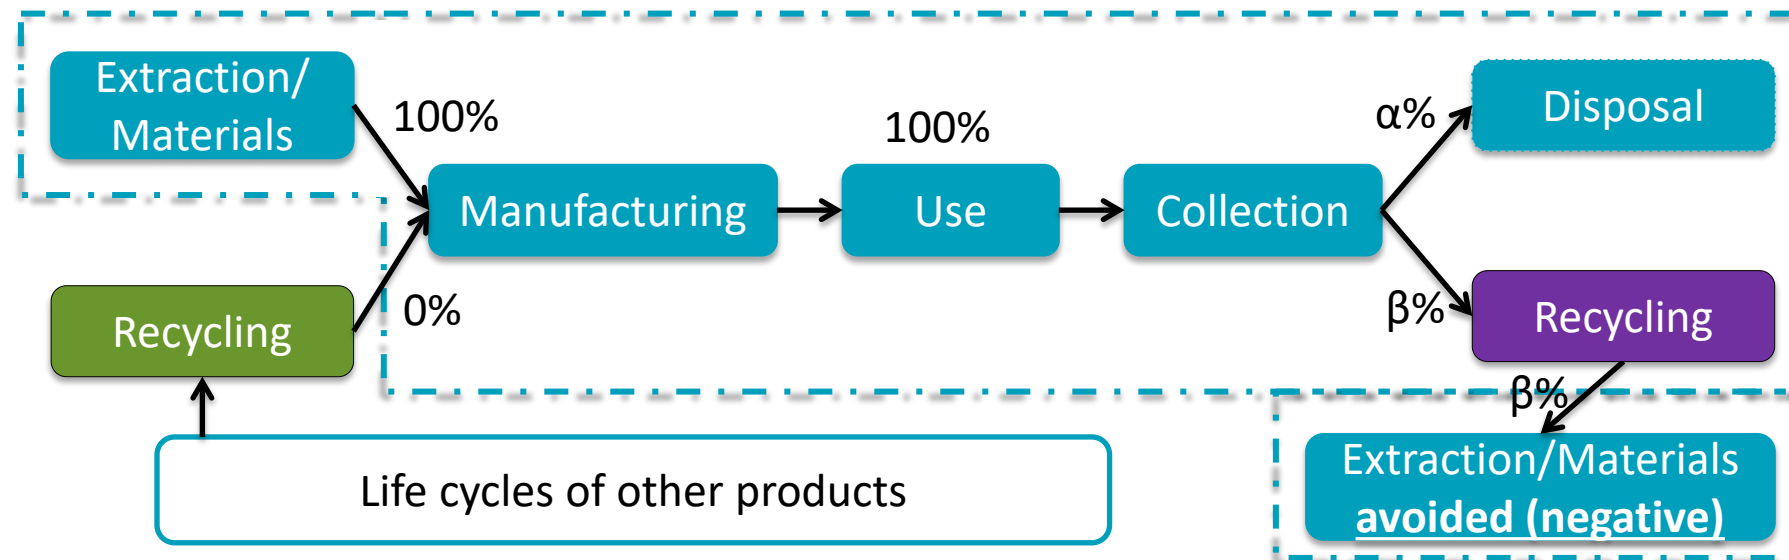 Extraction/
Materials
100%
100%
α%
Disposal
Manufacturing
Use
Collection
Recycling
0%
β%
Recycling
β%
Life cycles of other products
Extraction/Materials
avoided (negative)